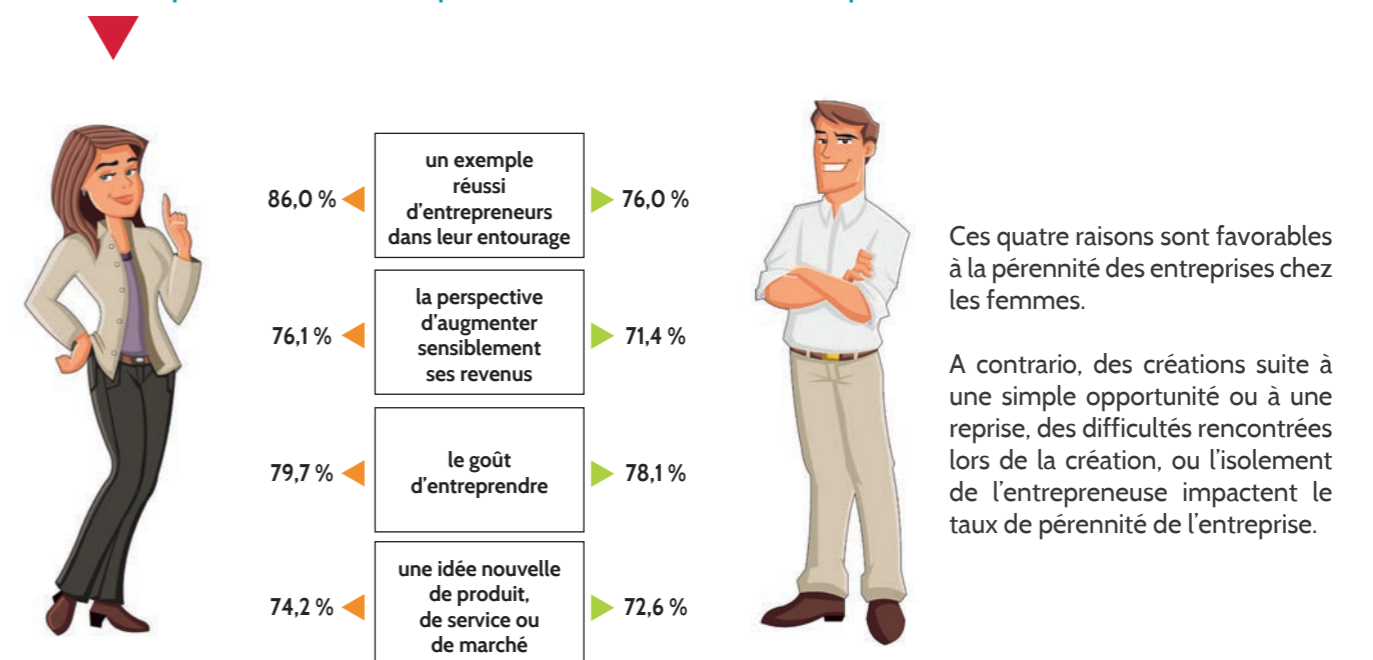 86,0 %
un exemple
réussi
d'entrepreneurs
dans leur entourage
76,0 %
76,1 %
la perspective
d'augmenter
sensiblement
ses revenus
71,4 %
79,7 %
le goût
d'entreprendre
78,1 %
74,2 %
une idée nouvelle
de produit,
de service ou
de marché
72,6 %
Ces quatre raisons sont favorables
à la pérennité des entreprises chez
les femmes.
A contrario, des créations suite à
une simple opportunité ou à une
reprise, des difficultés rencontrées
lors de la création, ou l'isolement
de l'entrepreneuse impactent le
taux de pérennité de l'entreprise.